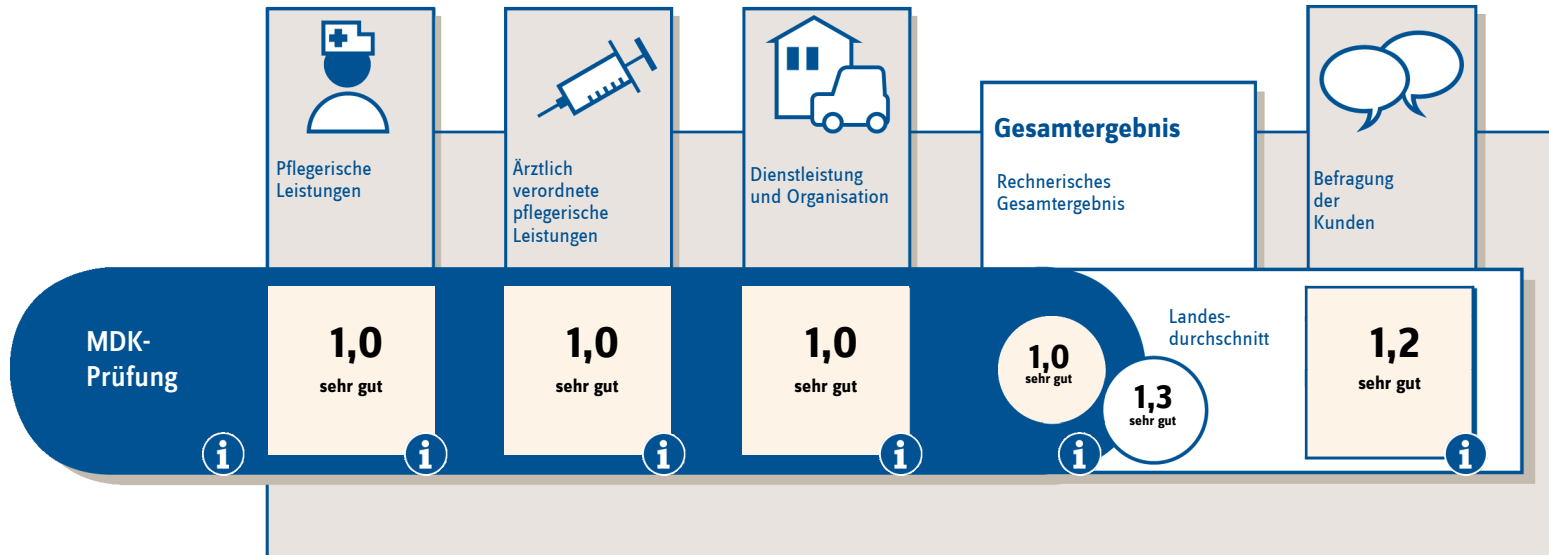 Pflegerische
Leistungen
Ärztlich
verordnete
pflegerische
Leistungen
Dienstleistung
und Organisation
Gesamtergebnis
Rechnerisches
Gesamtergebnis
Befragung
der
Kunden
MDK-
Prüfung
1,0
sehr gut
1,0
sehr gut
1,0
sehr gut
1,0
sehr gut
Landes-
durchschnitt
1,3
sehr gut
1,2
sehr gut
i
i
i
i
i
i